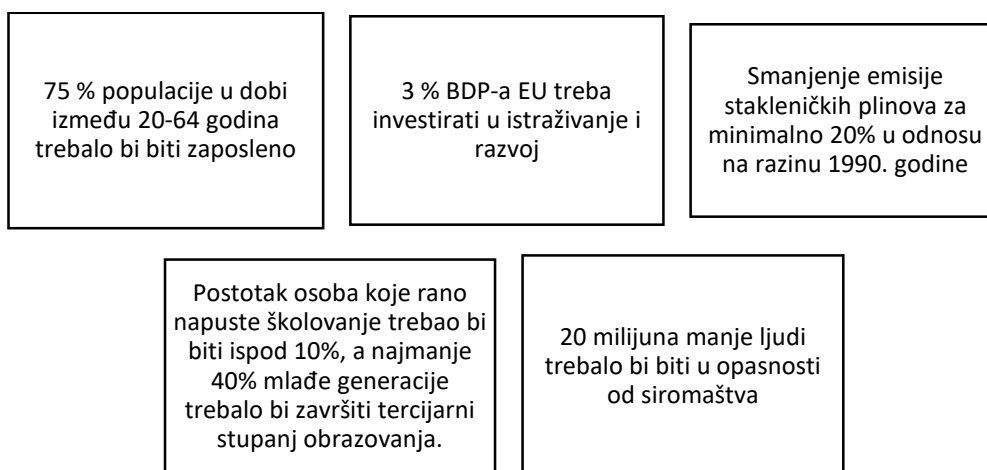 75 % populacije u dobi
između 20-64 godina
trebalo bi biti zaposleno
3 % BDP-a EU treba
investirati u istraživanje i
razvoj
Smanjenje emisije
stakleničkih plinova za
minimalno 20% u odnosu
na razinu 1990. godine
Postotak osoba koje rano
napuste školovanje trebao bi
biti ispod 10%, a najmanje
40% mlađe generacije
trebalo bi završiti tercijarni
stupanj obrazovanja.
20 milijuna manje ljudi
trebalo bi biti u opasnosti
od siromaštva